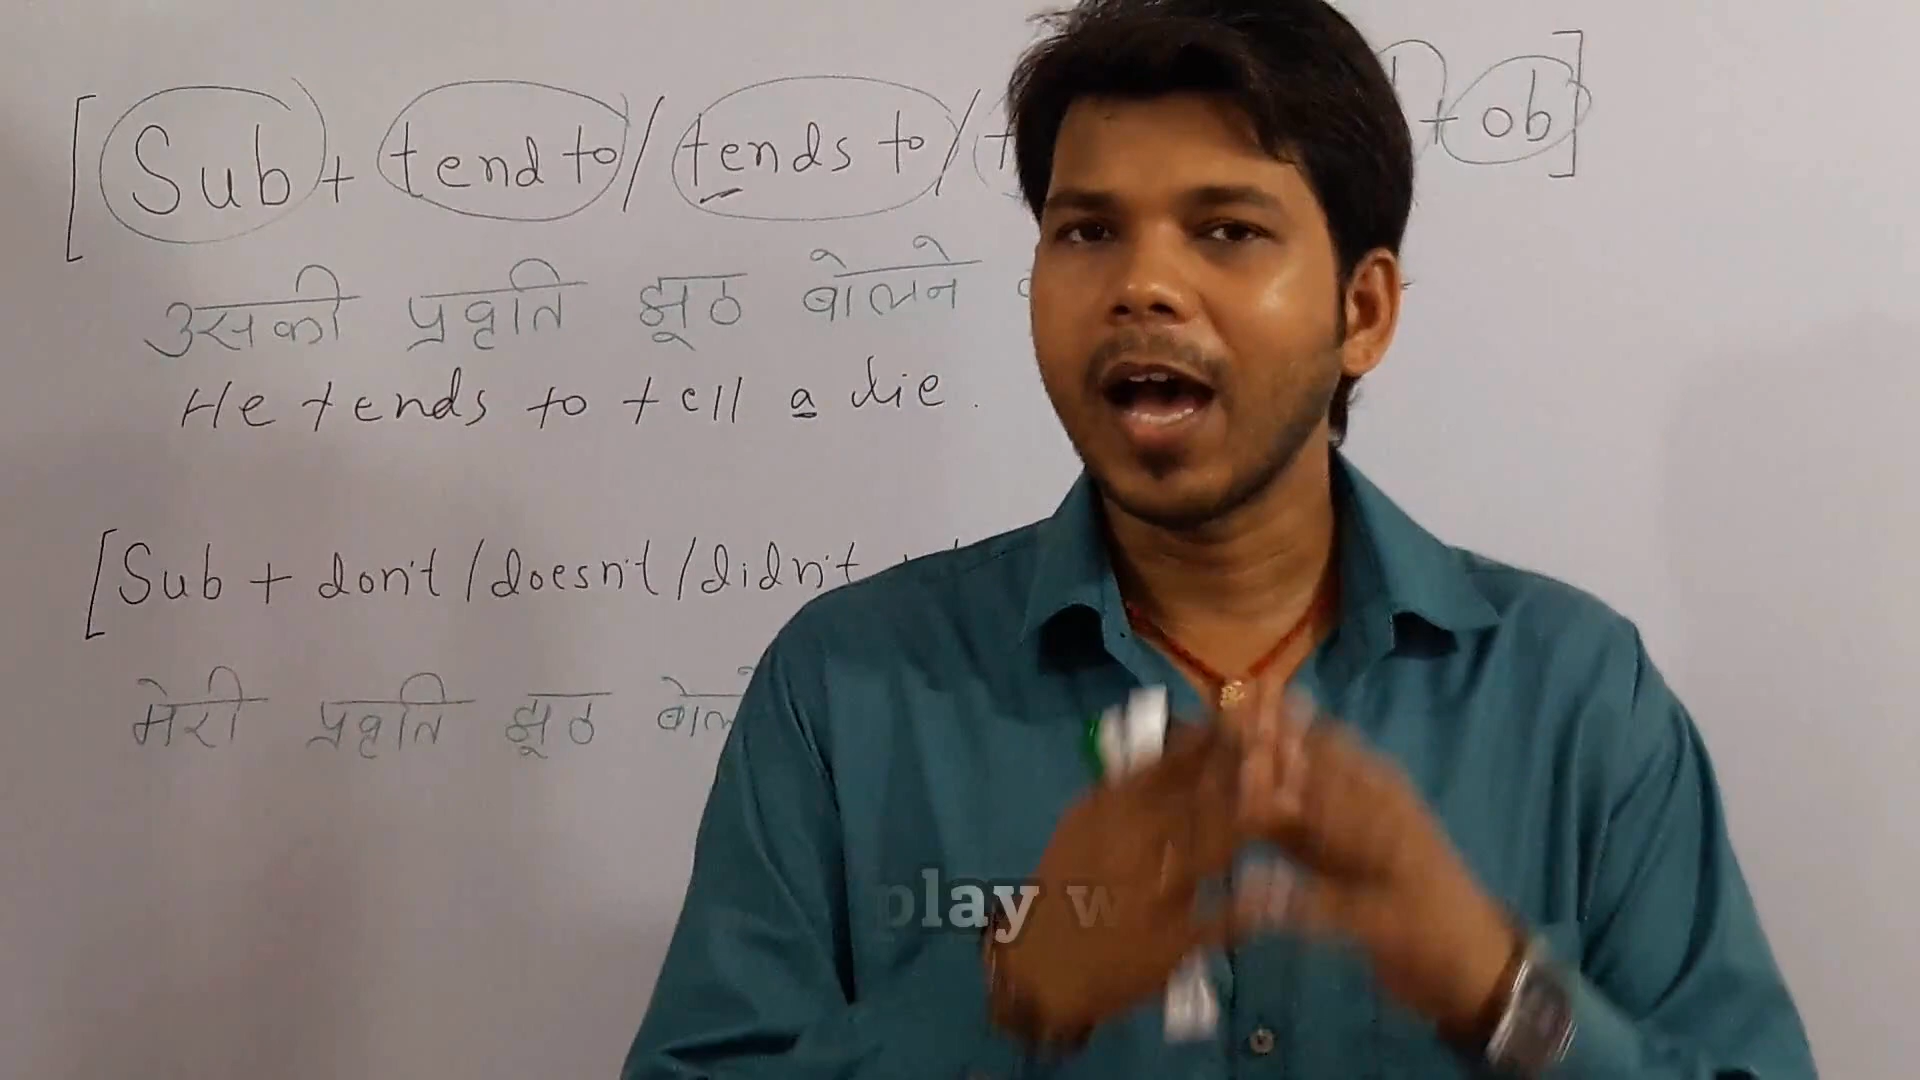 [Sub + tend to / tends to / + ob]
उसकी प्रवृति झूठ बोलने
He tends to tell a lie.
[Sub + don't / doesn't / didn't
मेरी प्रवृति झूठ
play